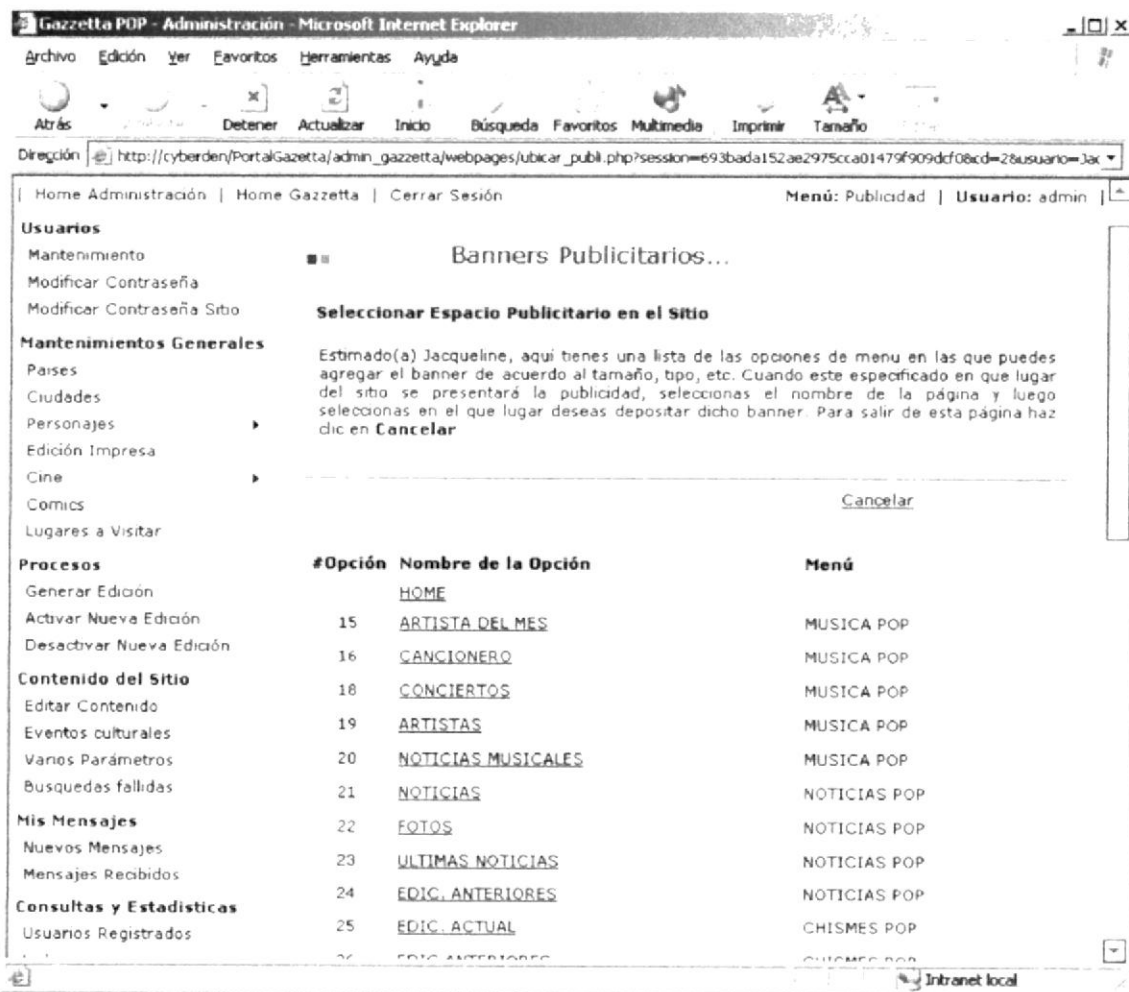 Gazzetta POP - Administración - Microsoft Internet Explorer
Archivo Edición Ver Favoritos Herramientas Ayuda
Atrás Detener Actualizar Inicio Búsqueda Favoritos Multimedia Imprimir Tamaño
Dirección http://cyberden/PortalGazetta/admin_gazzetta/webpages/ubicar_publi.php?session=693bada152ae2975cca01479f909dcf08&cd=2&usuario=Jac
| Home Administración | Home Gazzetta | Cerrar Sesión
Menú: Publicidad | Usuario: admin |
Usuarios
Mantenimiento
Modificar Contraseña
Modificar Contraseña Sitio
Mantenimientos Generales
Paises
Ciudades
Personajes
Edición Impresa
Cine
Comics
Lugares a Visitar
Procesos
Generar Edición
Activar Nueva Edición
Desactivar Nueva Edición
Contenido del Sitio
Editar Contenido
Eventos culturales
Varios Parámetros
Busquedas fallidas
Mis Mensajes
Nuevos Mensajes
Mensajes Recibidos
Consultas y Estadisticas
Usuarios Registrados
Banners Publicitarios...
Seleccionar Espacio Publicitario en el Sitio
Estimado(a) Jacqueline, aquí tienes una lista de las opciones de menu en las que puedes
agregar el banner de acuerdo al tamaño, tipo, etc. Cuando este especificado en que lugar
del sitio se presentará la publicidad, seleccionas el nombre de la página y luego
seleccionas en el que lugar deseas depositar dicho banner. Para salir de esta página haz
clic en Cancelar
Cancelar
#Opción Nombre de la Opción Menú
HOME
15 ARTISTA DEL MES MUSICA POP
16 CANCIONERO MUSICA POP
18 CONCIERTOS MUSICA POP
19 ARTISTAS MUSICA POP
20 NOTICIAS MUSICALES MUSICA POP
21 NOTICIAS NOTICIAS POP
22 FOTOS NOTICIAS POP
23 ULTIMAS NOTICIAS NOTICIAS POP
24 EDIC. ANTERIORES NOTICIAS POP
25 EDIC. ACTUAL CHISMES POP
26 EDIC ANTERIORES CHISMES POP
Intranet local